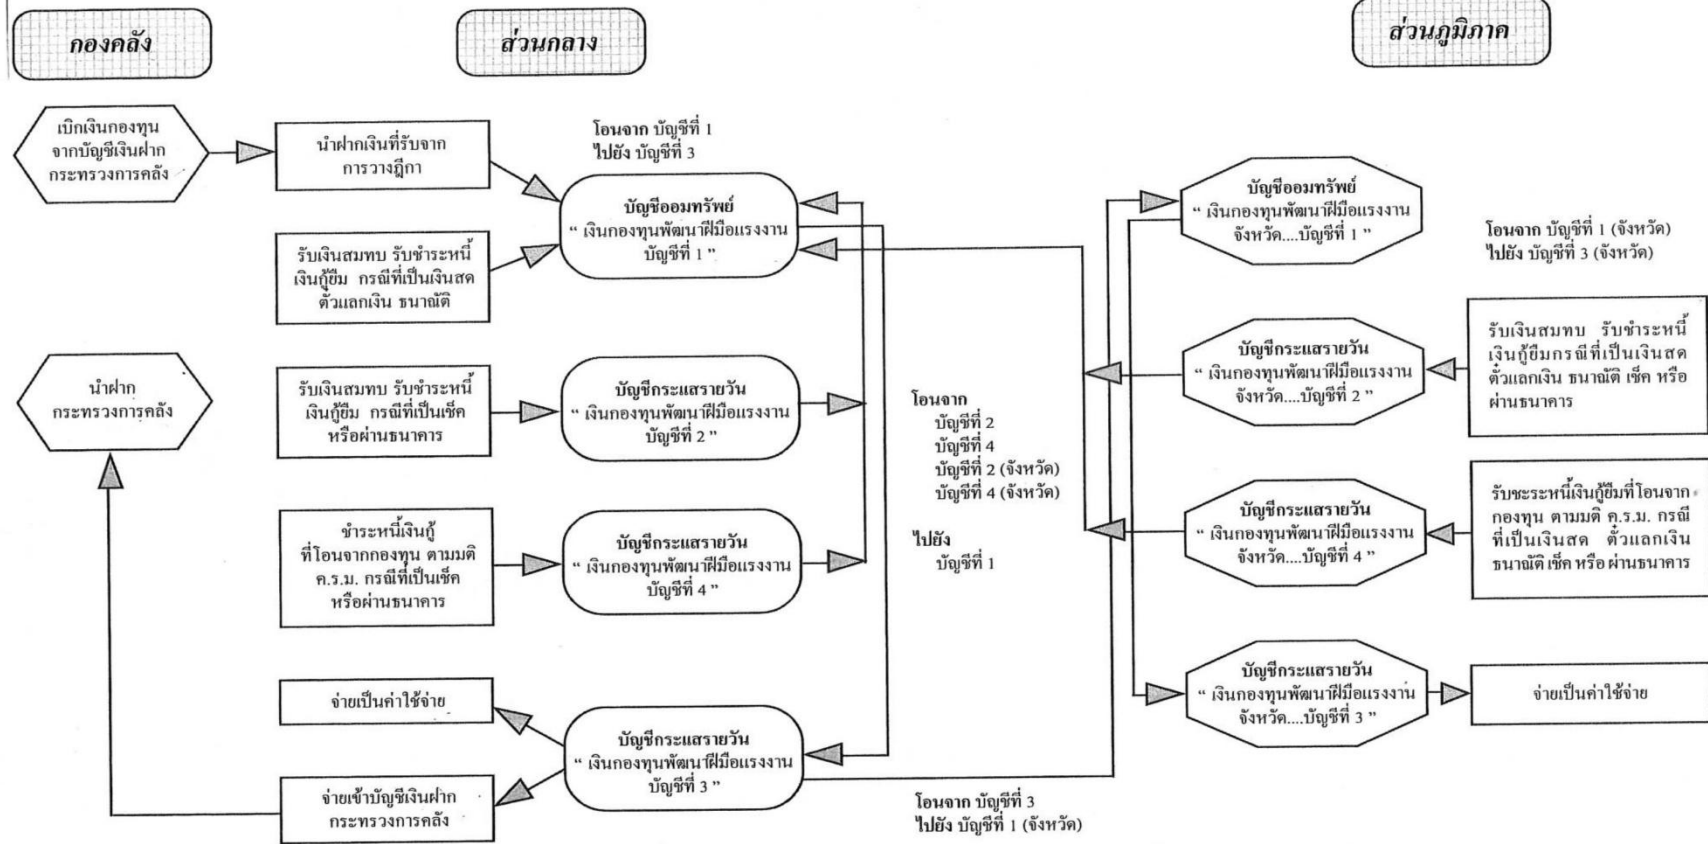 กองคลัง
ส่วนกลาง
ส่วนภูมิภาค
เบิกเงินกองทุน
จากบัญชีเงินฝาก
กระทรวงการคลัง
นำฝากเงินที่รับจาก
การวางฎีกา
โอนจาก บัญชีที่ 1
ไปยัง บัญชีที่ 3
บัญชีออมทรัพย์
“ เงินกองทุนพัฒนาฝีมือแรงงาน
บัญชีที่ 1 ”
รับเงินสมทบ รับชำระหนี้
เงินกู้ยืม กรณีที่เป็นเงินสด
ตั๋วแลกเงิน ธนาณัติ
นำฝาก
กระทรวงการคลัง
รับเงินสมทบ รับชำระหนี้
เงินกู้ยืม กรณีที่เป็นเช็ค
หรือผ่านธนาคาร
บัญชีกระแสรายวัน
“ เงินกองทุนพัฒนาฝีมือแรงงาน
บัญชีที่ 2 ”
ชำระหนี้เงินกู้
ที่โอนจากกองทุน ตามมติ
ค.ร.ม. กรณีที่เป็นเช็ค
หรือผ่านธนาคาร
บัญชีกระแสรายวัน
“ เงินกองทุนพัฒนาฝีมือแรงงาน
บัญชีที่ 4 ”
จ่ายเป็นค่าใช้จ่าย
จ่ายเข้าบัญชีเงินฝาก
กระทรวงการคลัง
บัญชีกระแสรายวัน
“ เงินกองทุนพัฒนาฝีมือแรงงาน
บัญชีที่ 3 ”
โอนจาก
บัญชีที่ 2
บัญชีที่ 4
บัญชีที่ 2 (จังหวัด)
บัญชีที่ 4 (จังหวัด)
ไปยัง
บัญชีที่ 1
โอนจาก บัญชีที่ 3
ไปยัง บัญชีที่ 1 (จังหวัด)
บัญชีออมทรัพย์
“ เงินกองทุนพัฒนาฝีมือแรงงาน
จังหวัด....บัญชีที่ 1 ”
โอนจาก บัญชีที่ 1 (จังหวัด)
ไปยัง บัญชีที่ 3 (จังหวัด)
บัญชีกระแสรายวัน
“ เงินกองทุนพัฒนาฝีมือแรงงาน
จังหวัด....บัญชีที่ 2 ”
รับเงินสมทบ รับชำระหนี้
เงินกู้ยืมกรณีที่เป็นเงินสด
ตั๋วแลกเงิน ธนาณัติ เช็ค หรือ
ผ่านธนาคาร
บัญชีกระแสรายวัน
“ เงินกองทุนพัฒนาฝีมือแรงงาน
จังหวัด....บัญชีที่ 4 ”
รับชะระหนี้เงินกู้ยืมที่โอนจาก
กองทุน ตามมติ ค.ร.ม. กรณี
ที่เป็นเงินสด ตั๋วแลกเงิน
ธนาณัติ เช็ค หรือ ผ่านธนาคาร
บัญชีกระแสรายวัน
“ เงินกองทุนพัฒนาฝีมือแรงงาน
จังหวัด....บัญชีที่ 3 ”
จ่ายเป็นค่าใช้จ่าย